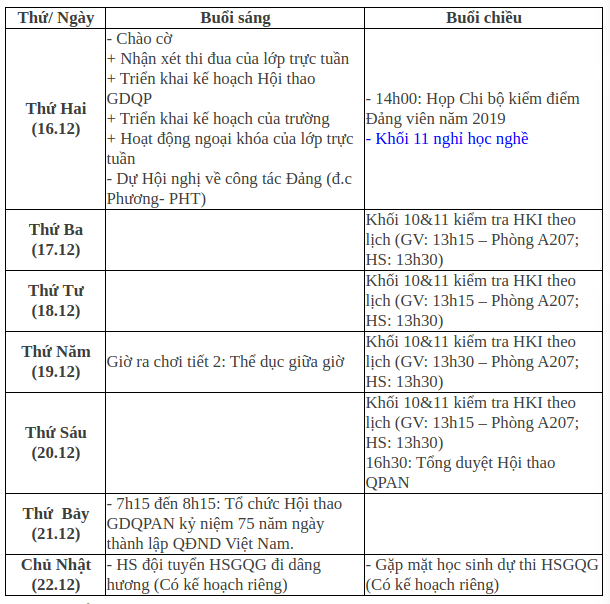 Thứ/ Ngày
Buổi sáng
Buổi chiều
Thứ Hai
(16.12)
- Chào cờ
+ Nhận xét thi đua của lớp trực tuần
+ Triển khai kế hoạch Hội thao
GDQP
+ Triển khai kế hoạch của trường
+ Hoạt động ngoại khóa của lớp trực
tuần
- Dự Hội nghị về công tác Đảng (đ.c
Phương- PHT)
- 14h00: Họp Chi bộ kiểm điểm
Đảng viên năm 2019
- Khối 11 nghỉ học nghề
Thứ Ba
(17.12)
Khối 10&11 kiểm tra HKI theo
lịch (GV: 13h15 – Phòng A207;
HS: 13h30)
Thứ Tư
(18.12)
Khối 10&11 kiểm tra HKI theo
lịch (GV: 13h15 – Phòng A207;
HS: 13h30)
Thứ Năm
(19.12)
Giờ ra chơi tiết 2: Thể dục giữa giờ
Khối 10&11 kiểm tra HKI theo
lịch (GV: 13h30 – Phòng A207;
HS: 13h30)
Thứ Sáu
(20.12)
Khối 10&11 kiểm tra HKI theo
lịch (GV: 13h15 – Phòng A207;
HS: 13h30)
16h30: Tổng duyệt Hội thao
QPAN
Thứ Bảy
(21.12)
- 7h15 đến 8h15: Tổ chức Hội thao
GDQPAN kỷ niệm 75 năm ngày
thành lập QĐND Việt Nam.
Chủ Nhật
(22.12)
- HS đội tuyển HSGQG đi dâng
hương (Có kế hoạch riêng)
- Gặp mặt học sinh dự thi HSGQG
(Có kế hoạch riêng)